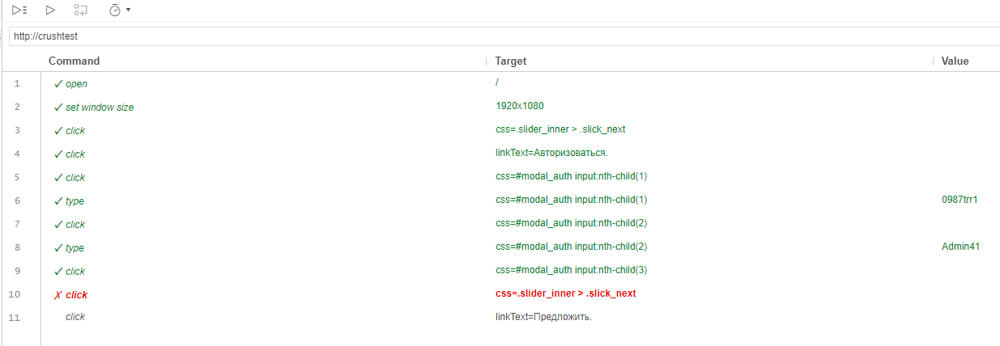 http://crushtest
Command Target Value
1 ✓ open /
2 ✓ set window size 1920x1080
3 ✓ click css=.slider_inner > .slick_next
4 ✓ click linkText=Авторизоваться.
5 ✓ click css=#modal_auth input:nth-child(1)
6 ✓ type css=#modal_auth input:nth-child(1) 0987trr1
7 ✓ click css=#modal_auth input:nth-child(2)
8 ✓ type css=#modal_auth input:nth-child(2) Admin41
9 ✓ click css=#modal_auth input:nth-child(3)
10 ✗ click css=.slider_inner > .slick_next
11 click linkText=Предложить.